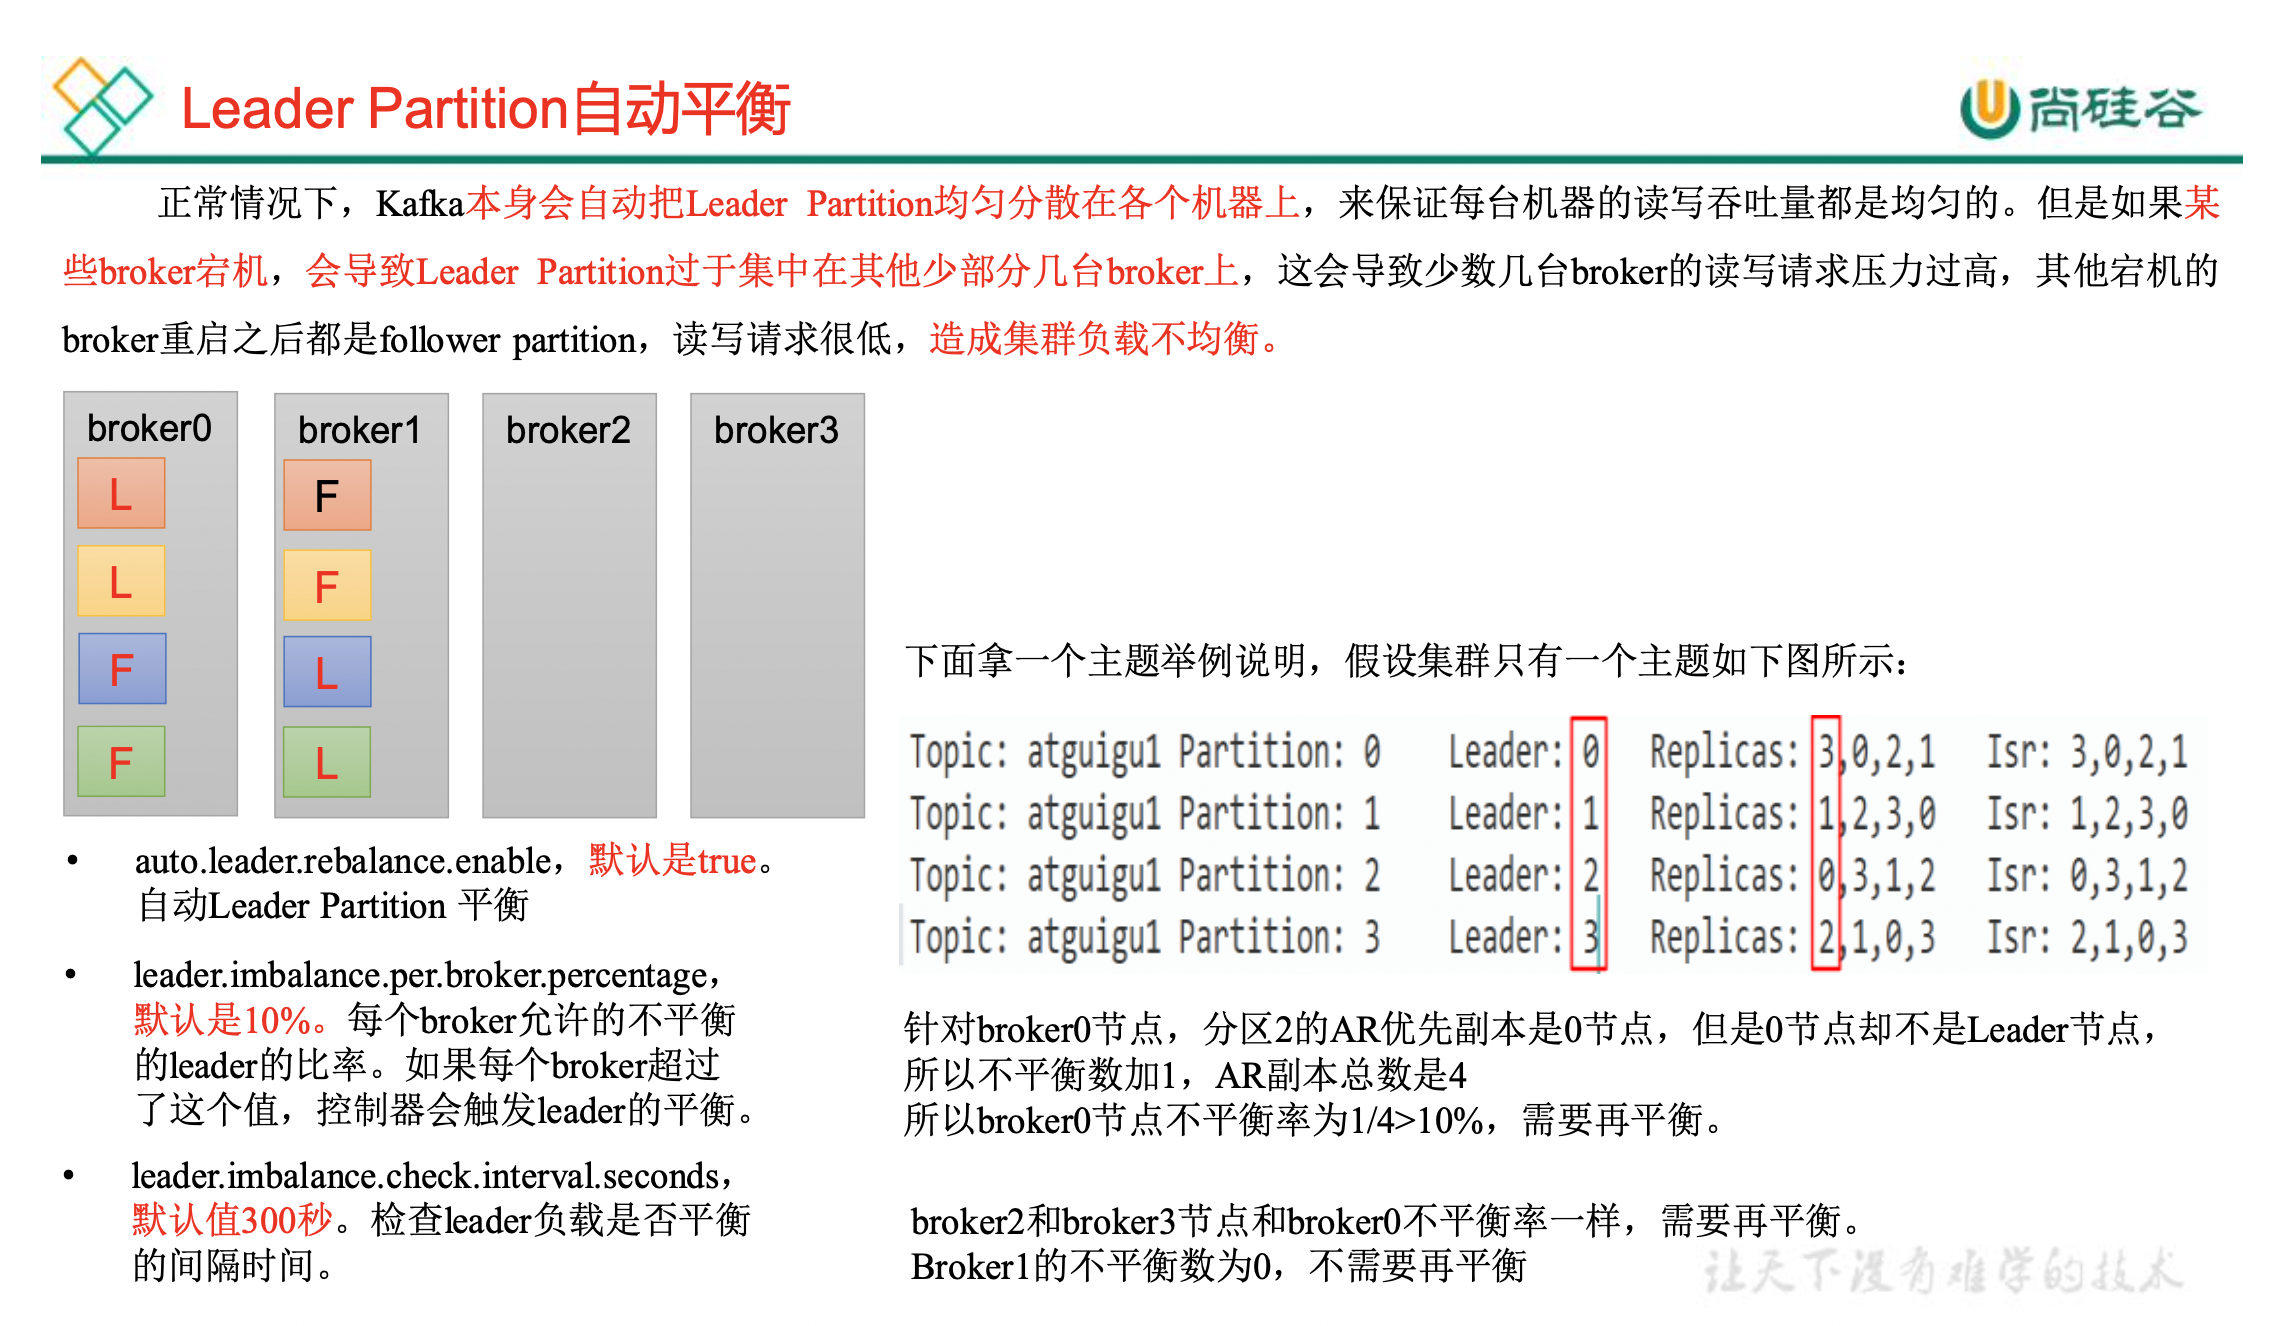 Leader Partition自动平衡
尚硅谷
正常情况下，Kafka本身会自动把Leader Partition均匀分散在各个机器上，来保证每台机器的读写吞吐量都是均匀的。但是如果某
些broker宕机，会导致Leader Partition过于集中在其他少部分几台broker上，这会导致少数几台broker的读写请求压力过高，其他宕机的
broker重启之后都是follower partition，读写请求很低，造成集群负载不均衡。
broker0
L
L
F
F
broker1
F
F
L
L
broker2
broker3
• auto.leader.rebalance.enable，默认是true。
自动Leader Partition 平衡
• leader.imbalance.per.broker.percentage，
默认是10%。每个broker允许的不平衡
的leader的比率。如果每个broker超过
了这个值，控制器会触发leader的平衡。
• leader.imbalance.check.interval.seconds，
默认值300秒。检查leader负载是否平衡
的间隔时间。
下面拿一个主题举例说明，假设集群只有一个主题如下图所示：
Topic: atguigu1 Partition: 0 Leader: 0 Replicas: 3,0,2,1 Isr: 3,0,2,1
Topic: atguigu1 Partition: 1 Leader: 1 Replicas: 1,2,3,0 Isr: 1,2,3,0
Topic: atguigu1 Partition: 2 Leader: 2 Replicas: 0,3,1,2 Isr: 0,3,1,2
Topic: atguigu1 Partition: 3 Leader: 3 Replicas: 2,1,0,3 Isr: 2,1,0,3
针对broker0节点，分区2的AR优先副本是0节点，但是0节点却不是Leader节点，
所以不平衡数加1，AR副本总数是4
所以broker0节点不平衡率为1/4>10%，需要再平衡。
broker2和broker3节点和broker0不平衡率一样，需要再平衡。
Broker1的不平衡数为0，不需要再平衡
让天下没有难学的技术